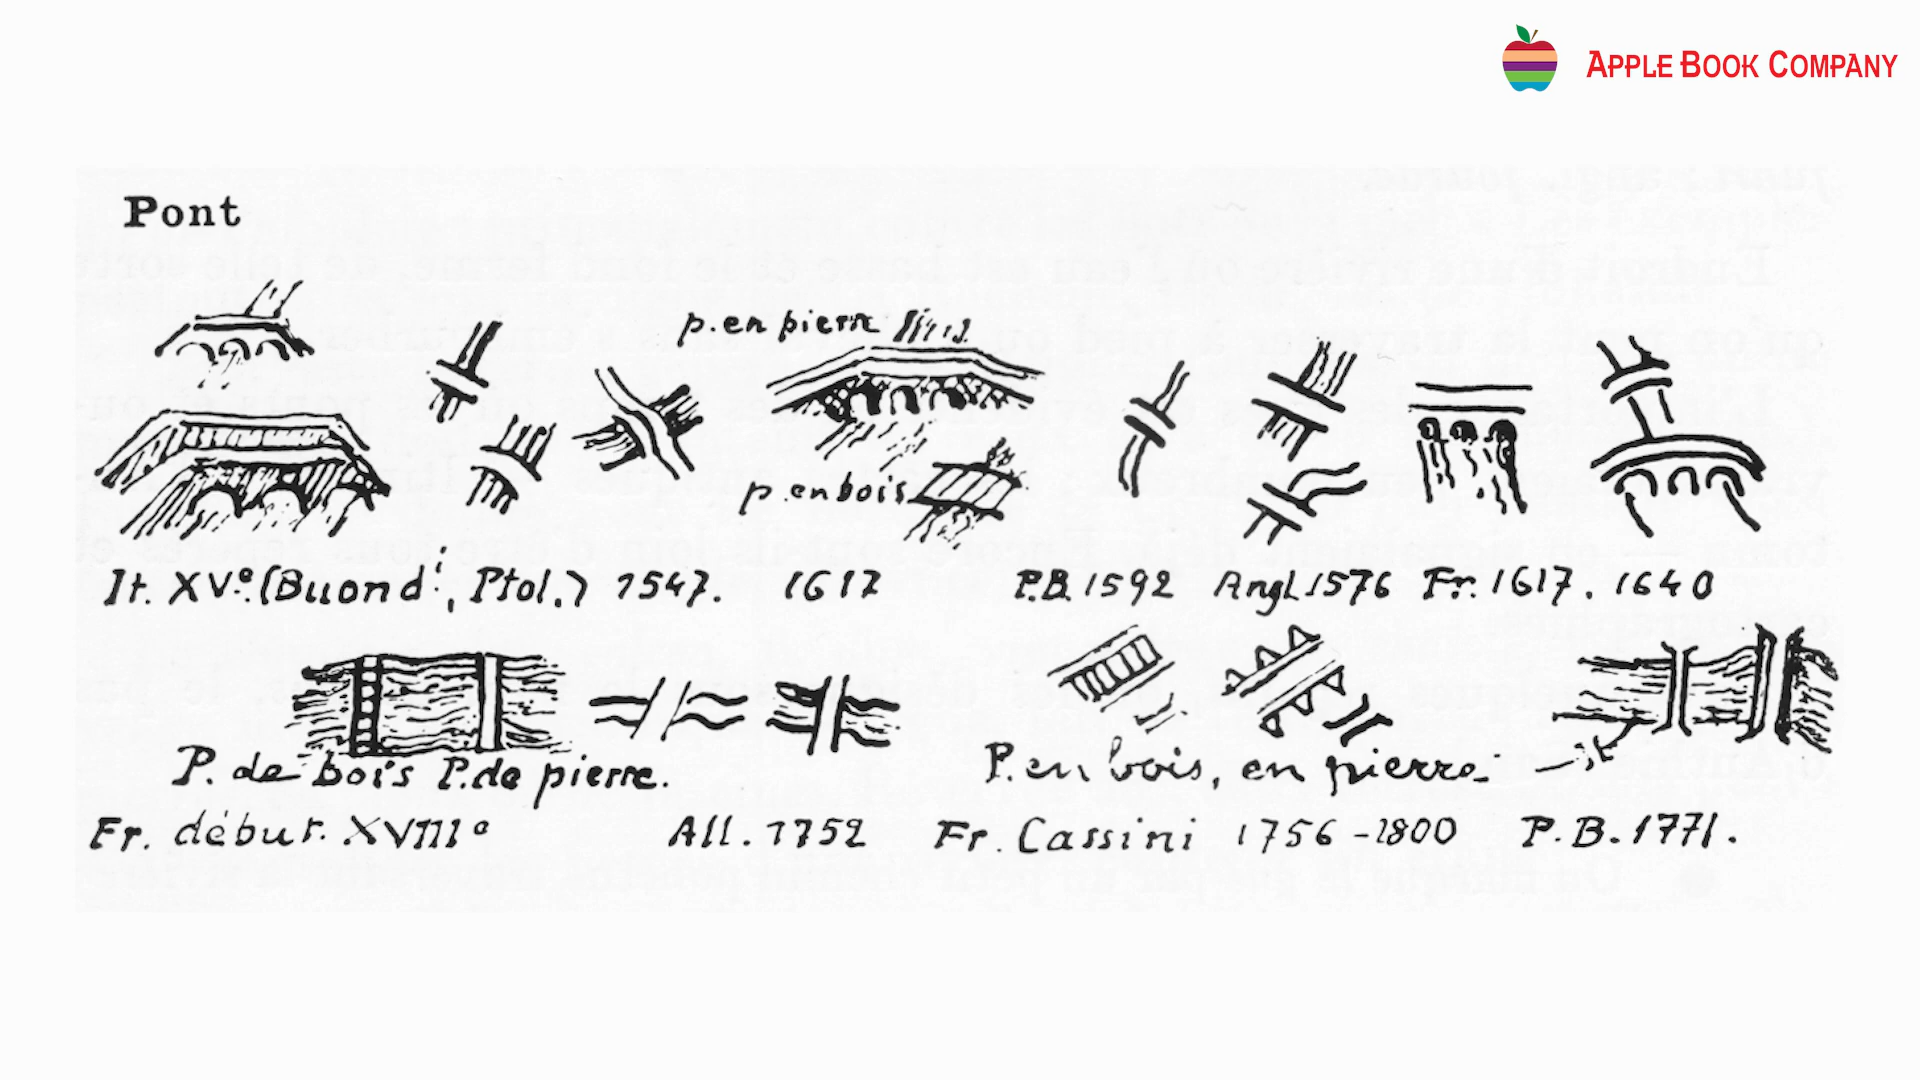 APPLE BOOK COMPANY
Pont
p. en pierre
p. en bois
It. XVe. (Buond i, Ptol.) 1547. 1617 P.B. 1592 Angl. 1576 Fr. 1617. 1640
P. de bois P. de pierre. P. en bois, en pierre
Fr. début. XVIIIe All. 1752 Fr. Cassini 1756-1800 P.B. 1771.